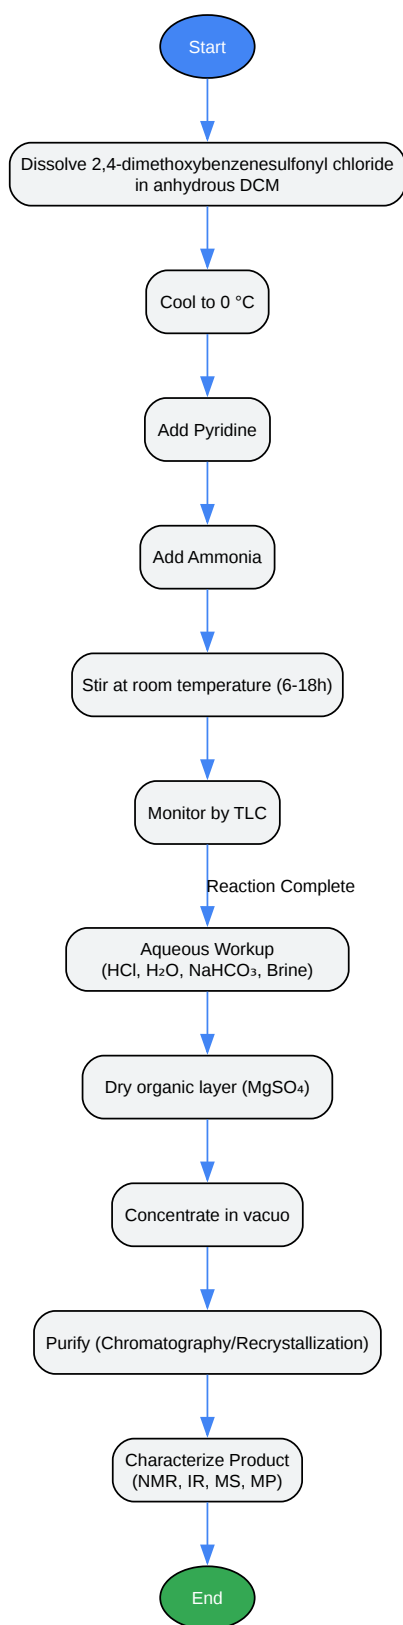 Start
Dissolve 2,4-dimethoxybenzenesulfonyl chloride
in anhydrous DCM
Cool to 0 °C
Add Pyridine
Add Ammonia
Stir at room temperature (6-18h)
Monitor by TLC
Reaction Complete
Aqueous Workup
(HCl, H₂O, NaHCO₃, Brine)
Dry organic layer (MgSO₄)
Concentrate in vacuo
Purify (Chromatography/Recrystallization)
Characterize Product
(NMR, IR, MS, MP)
End